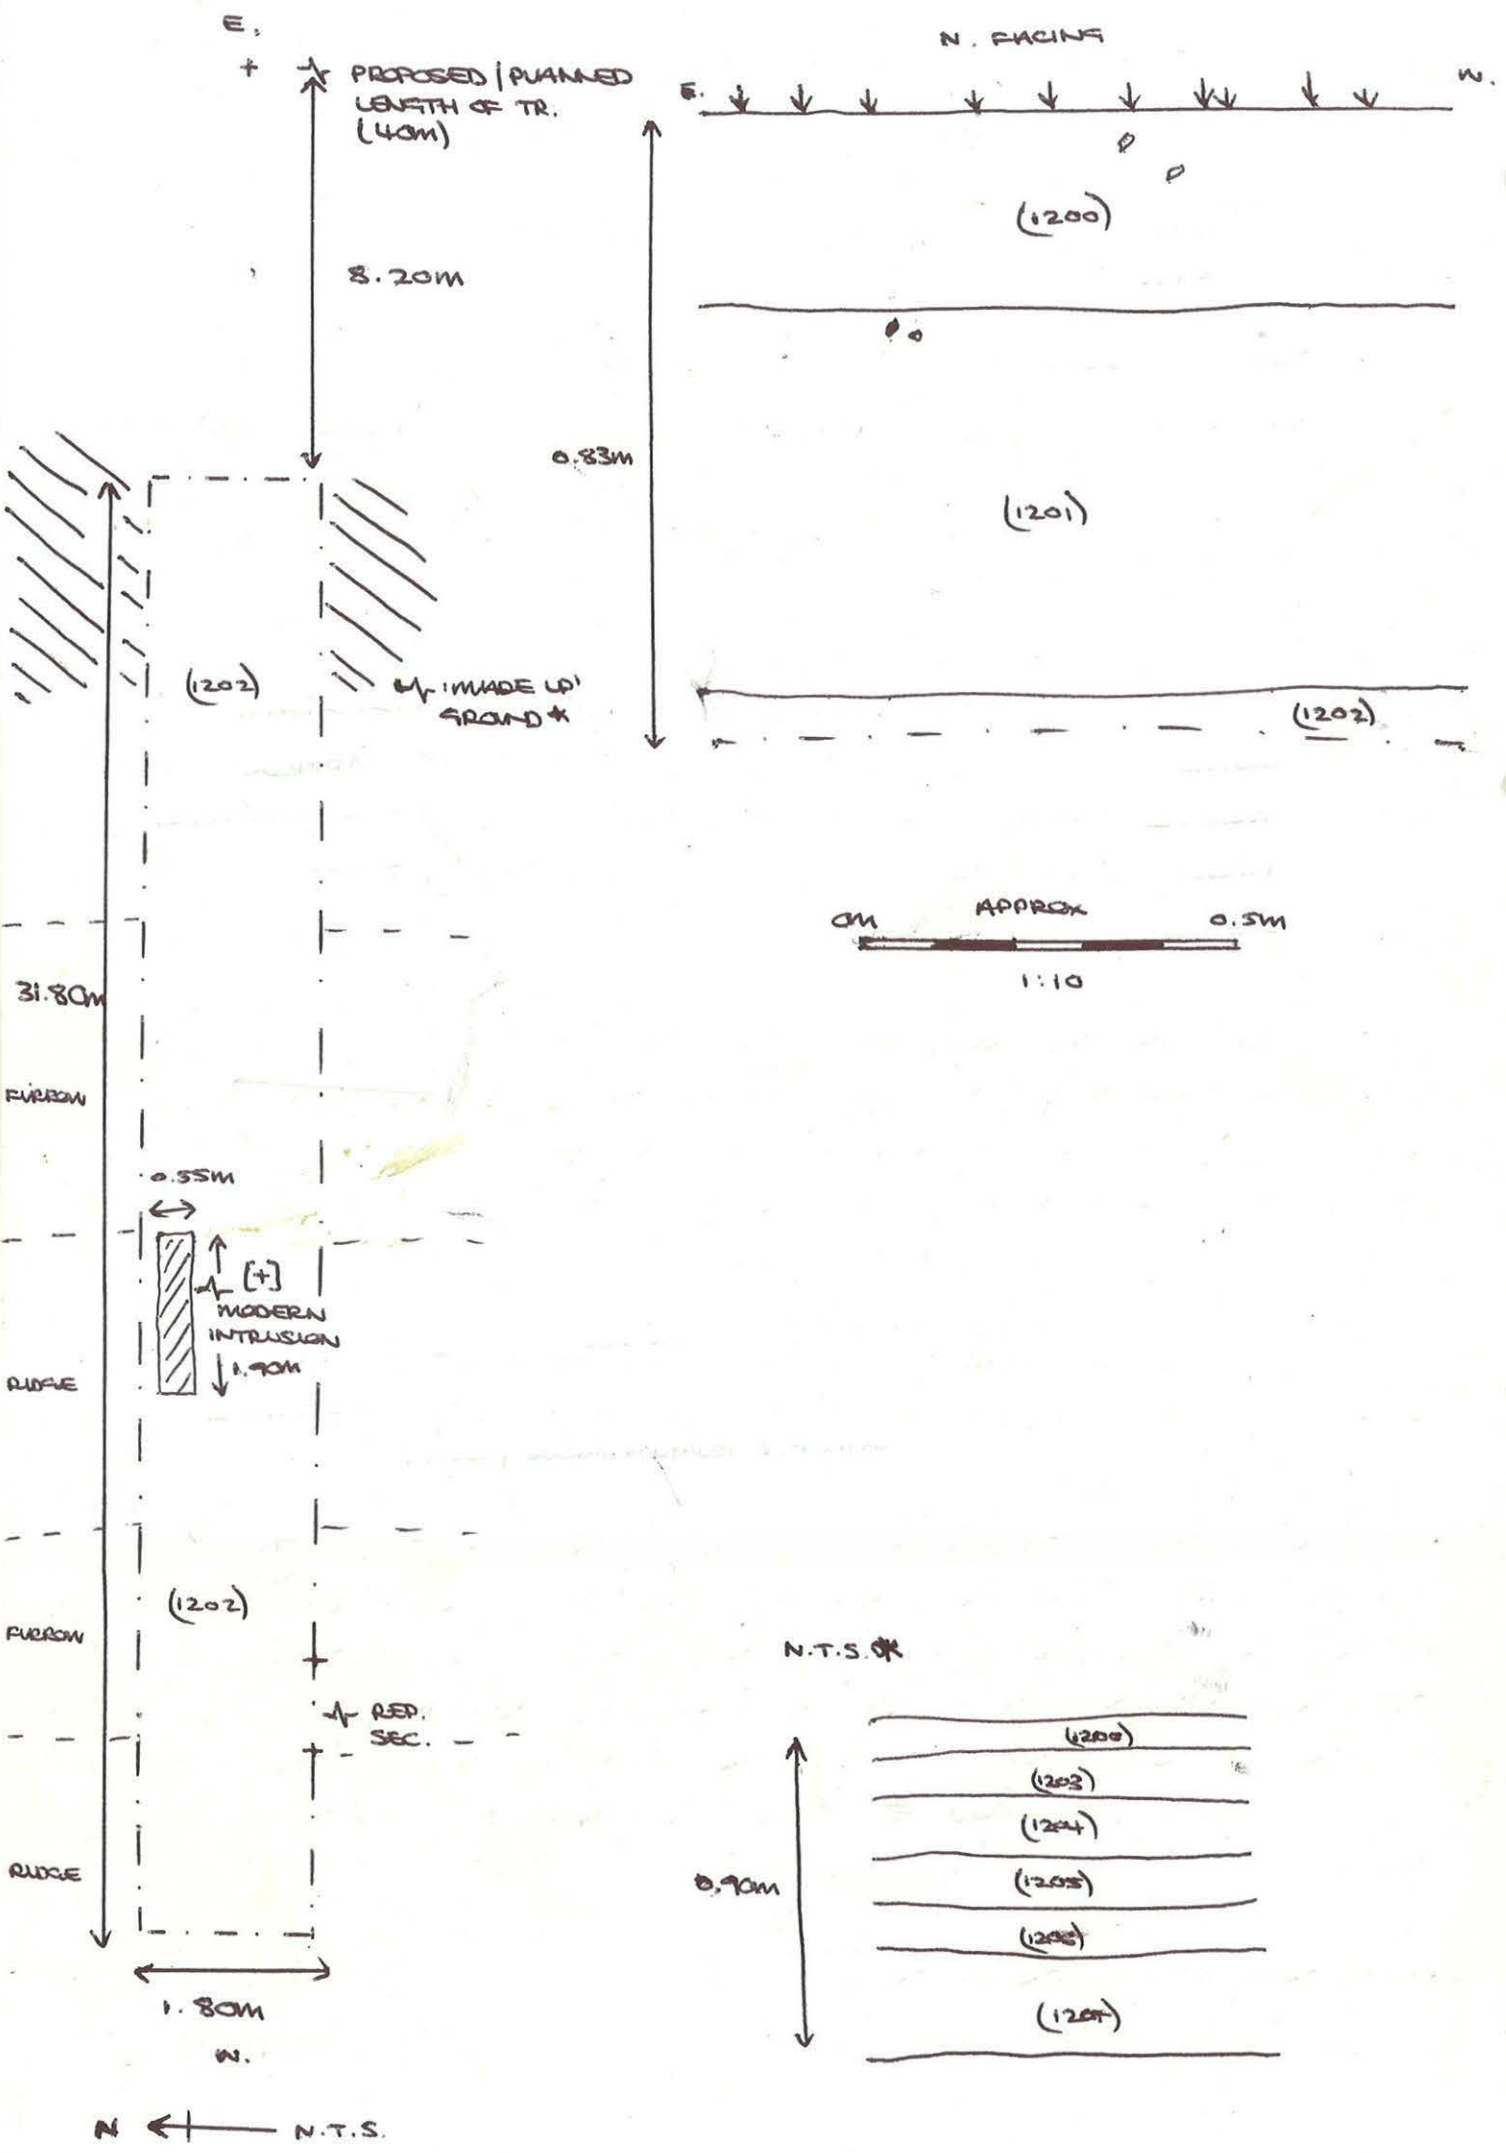 E.
PROPOSED/PLANNED
LENGTH OF TR.
(40m)
8.20m
(1202)
'MADE UP'
GROUND *
31.80m
FURROW
0.55m
[+]
MODERN
INTRUSION
1.90m
RIDGE
(1202)
FURROW
REP.
SEC.
RIDGE
1.80m
W.
N
N.T.S.
N. FACING
E.
W.
(1200)
0.83m
(1201)
(1202)
0m
APPROX
0.5m
1:10
N.T.S. *
(1200)
(1203)
(1204)
0.90m
(1205)
(1206)
(1207)